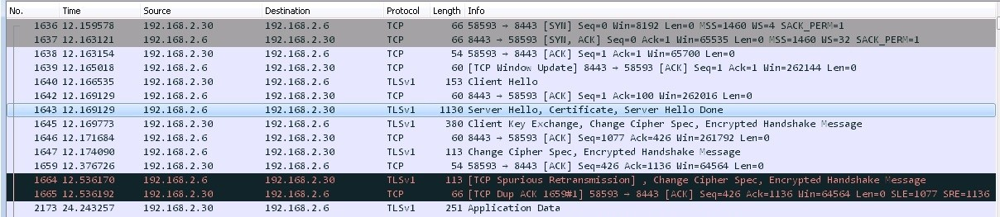 No. Time Source Destination Protocol Length Info
1636 12.159578 192.168.2.30 192.168.2.6 TCP 66 58593 → 8443 [SYN] Seq=0 Win=8192 Len=0 MSS=1460 WS=4 SACK_PERM=1
1637 12.163121 192.168.2.6 192.168.2.30 TCP 66 8443 → 58593 [SYN, ACK] Seq=0 Ack=1 Win=65535 Len=0 MSS=1460 WS=32 SACK_PERM=1
1638 12.163154 192.168.2.30 192.168.2.6 TCP 54 58593 → 8443 [ACK] Seq=1 Ack=1 Win=65700 Len=0
1639 12.165018 192.168.2.6 192.168.2.30 TCP 60 [TCP Window Update] 8443 → 58593 [ACK] Seq=1 Ack=1 Win=262144 Len=0
1640 12.166535 192.168.2.30 192.168.2.6 TLSv1 153 Client Hello
1642 12.169129 192.168.2.6 192.168.2.30 TCP 60 8443 → 58593 [ACK] Seq=1 Ack=100 Win=262016 Len=0
1643 12.169129 192.168.2.6 192.168.2.30 TLSv1 1130 Server Hello, Certificate, Server Hello Done
1645 12.169773 192.168.2.30 192.168.2.6 TLSv1 380 Client Key Exchange, Change Cipher Spec, Encrypted Handshake Message
1646 12.171684 192.168.2.6 192.168.2.30 TCP 60 8443 → 58593 [ACK] Seq=1077 Ack=426 Win=261792 Len=0
1647 12.174090 192.168.2.6 192.168.2.30 TLSv1 113 Change Cipher Spec, Encrypted Handshake Message
1659 12.376726 192.168.2.30 192.168.2.6 TCP 54 58593 → 8443 [ACK] Seq=426 Ack=1136 Win=64564 Len=0
1664 12.536170 192.168.2.6 192.168.2.30 TLSv1 113 [TCP Spurious Retransmission] , Change Cipher Spec, Encrypted Handshake Message
1665 12.536192 192.168.2.30 192.168.2.6 TCP 66 [TCP Dup ACK 1659#1] 58593 → 8443 [ACK] Seq=426 Ack=1136 Win=64564 Len=0 SLE=1077 SRE=1136
2173 24.243257 192.168.2.30 192.168.2.6 TLSv1 251 Application Data